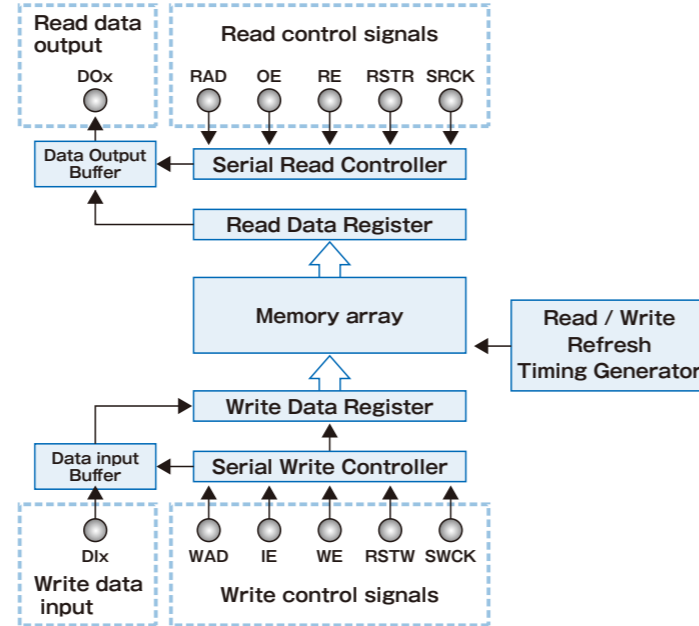 Read data
output
Read control signals
DOx
RAD OE RE RSTR SRCK
Data Output
Buffer
Serial Read Controller
Read Data Register
Memory array
Read / Write
Refresh
Timing Generator
Write Data Register
Data input
Buffer
Serial Write Controller
DIx
WAD IE WE RSTW SWCK
Write data
input
Write control signals